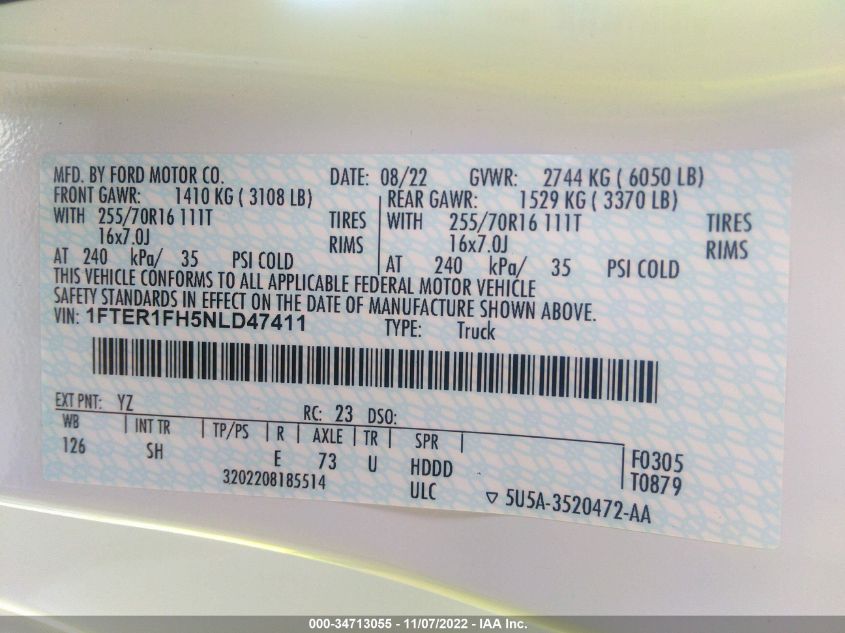 MFD. BY FORD MOTOR CO. DATE: 08/22 GVWR: 2744 KG ( 6050 LB)
FRONT GAWR: 1410 KG ( 3108 LB) REAR GAWR: 1529 KG ( 3370 LB)
WITH 255/70R16 111T TIRES WITH 255/70R16 111T TIRES
16x7.0J RIMS 16x7.0J RIMS
AT 240 kPa/ 35 PSI COLD AT 240 kPa/ 35 PSI COLD
THIS VEHICLE CONFORMS TO ALL APPLICABLE FEDERAL MOTOR VEHICLE
SAFETY STANDARDS IN EFFECT ON THE DATE OF MANUFACTURE SHOWN ABOVE.
VIN: 1FTER1FH5NLD47411 TYPE: Truck
EXT PNT: YZ RC: 23 DSO:
WB INT TR TP/PS R AXLE TR SPR
126 SH E 73 U HDDD F0305
3202208185514 ULC T0879
▽ 5U5A-3520472-AA
000-34713055 - 11/07/2022 - IAA Inc.